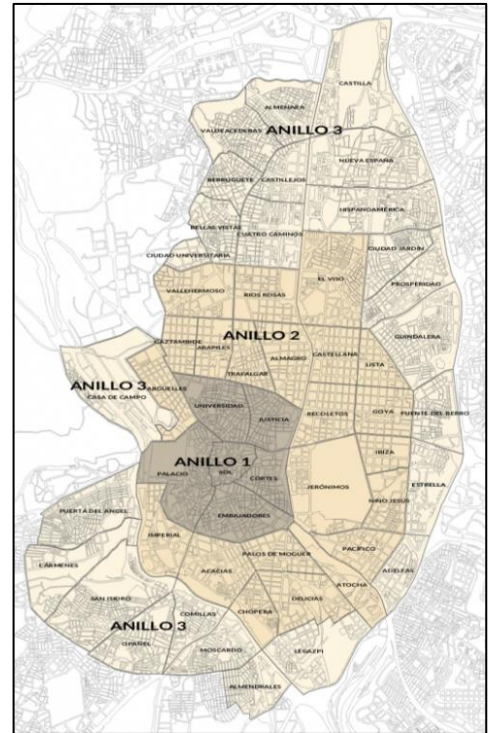 CASTILLA
ALMENARA
VALDEACEDERAS
ANILLO 3
NUEVA ESPAÑA
BERRUGUETE
CASTILLEJOS
HISPANOAMÉRICA
BELLAS VISTAS
CUATRO CAMINOS
CIUDAD UNIVERSITARIA
CIUDAD JARDÍN
EL VISO
PROSPERIDAD
VALLEHERMOSO
RIOS ROSAS
GUINDALERA
GAZTAMBIDE
ANILLO 2
ARAPILES
ALMAGRO
CASTELLANA
LISTA
TRAFALGAR
ANILLO 3
ARGÜELLES
CASA DE CAMPO
UNIVERSIDAD
JUSTICIA
RECOLETOS
GOYA
FUENTE DEL BERRO
IBIZA
ANILLO 1
PALACIO
SOL
CORTES
JERÓNIMOS
ESTRELLA
NIÑO JESÚS
PUERTA DEL ANGEL
EMBAJADORES
IMPERIAL
PALOS DE MOGUER
PACÍFICO
CÁRMENES
ACACIAS
ADELFAS
ATOCHA
SAN ISIDRO
DELICIAS
COMILLAS
CHOPERA
ANILLO 3
OPAÑEL
MOSCARDÓ
LEGAZPI
ALMENDRALES